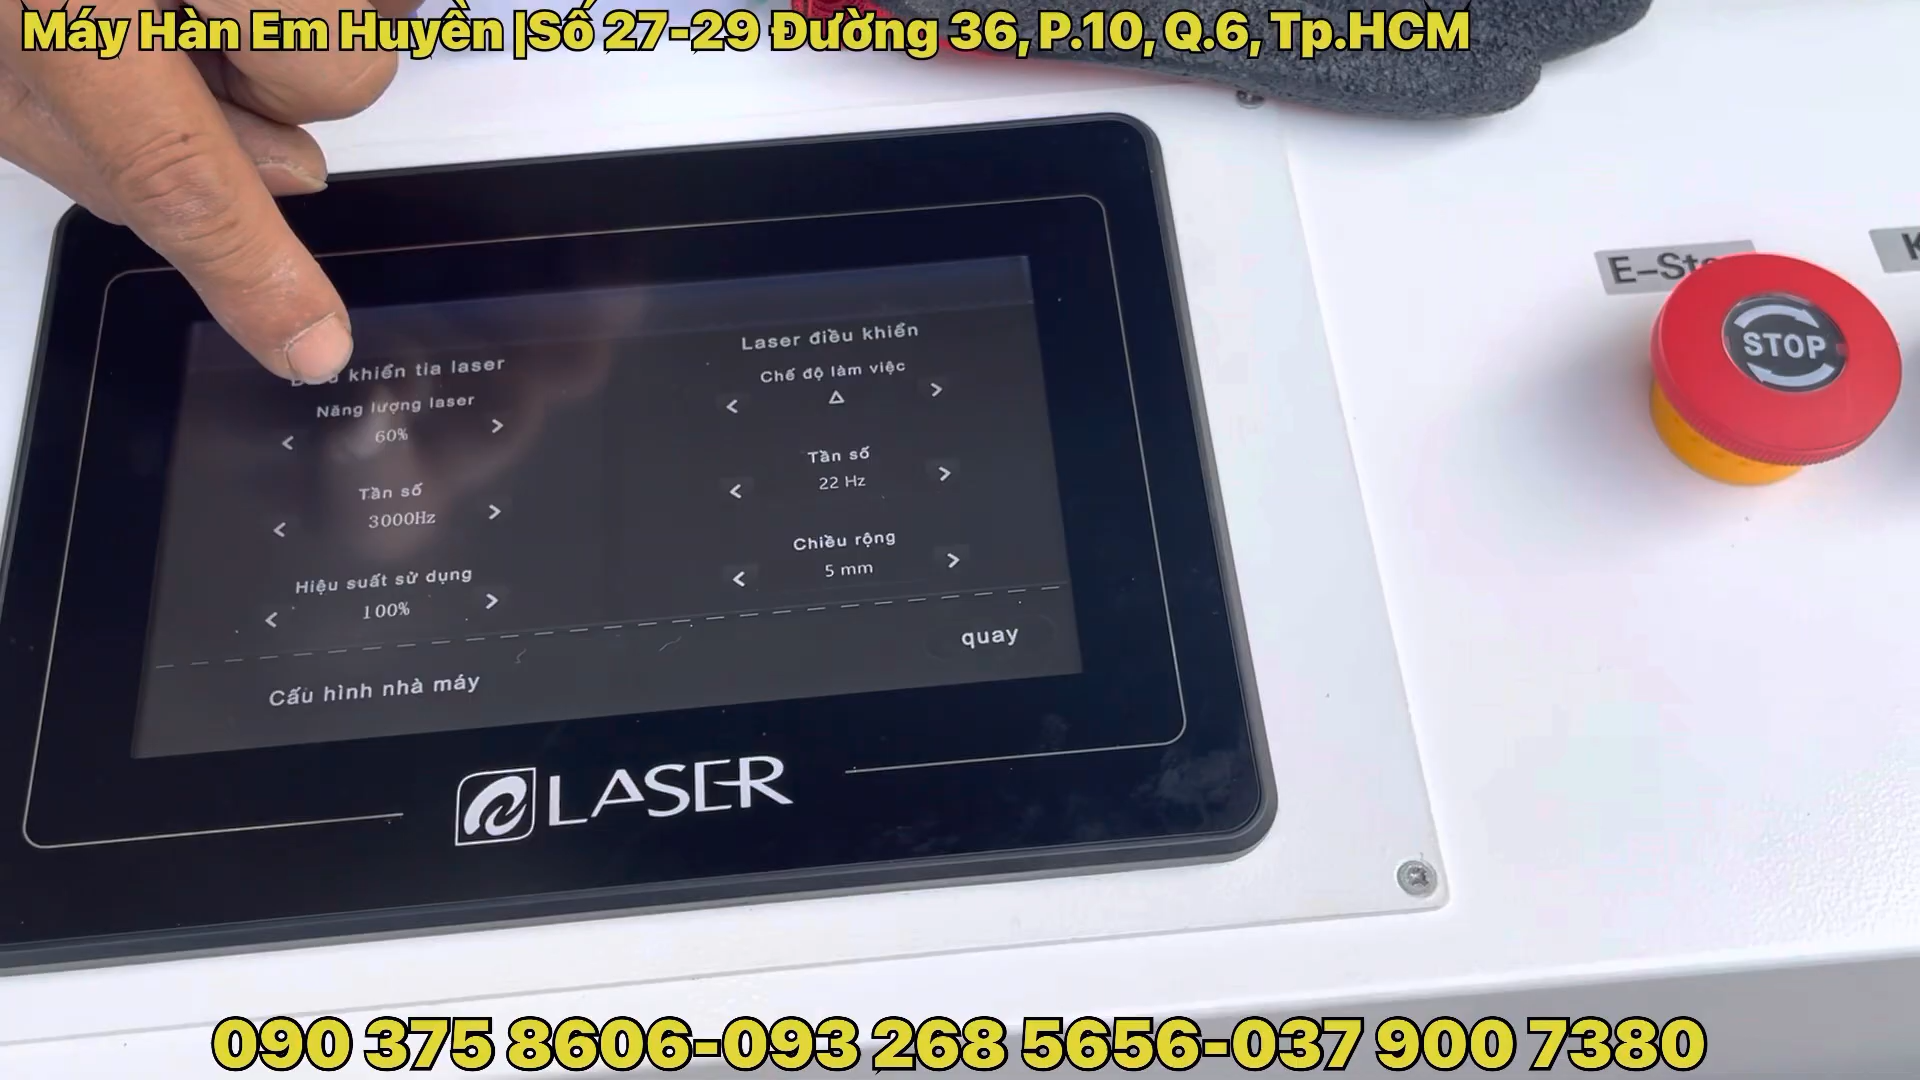 Máy Hàn Em Huyền |Số 27-29 Đường 36, P.10, Q.6, Tp.HCM
khiển tia laser
Năng lượng laser
< 60% >
Tần số
< 3000Hz >
Hiệu suất sử dụng
< 100% >
Laser điều khiển
Chế độ làm việc
< Δ >
Tần số
< 22 Hz >
Chiều rộng
< 5 mm >
Cấu hình nhà máy
quay
LASER
STOP
090 375 8606-093 268 5656-037 900 7380